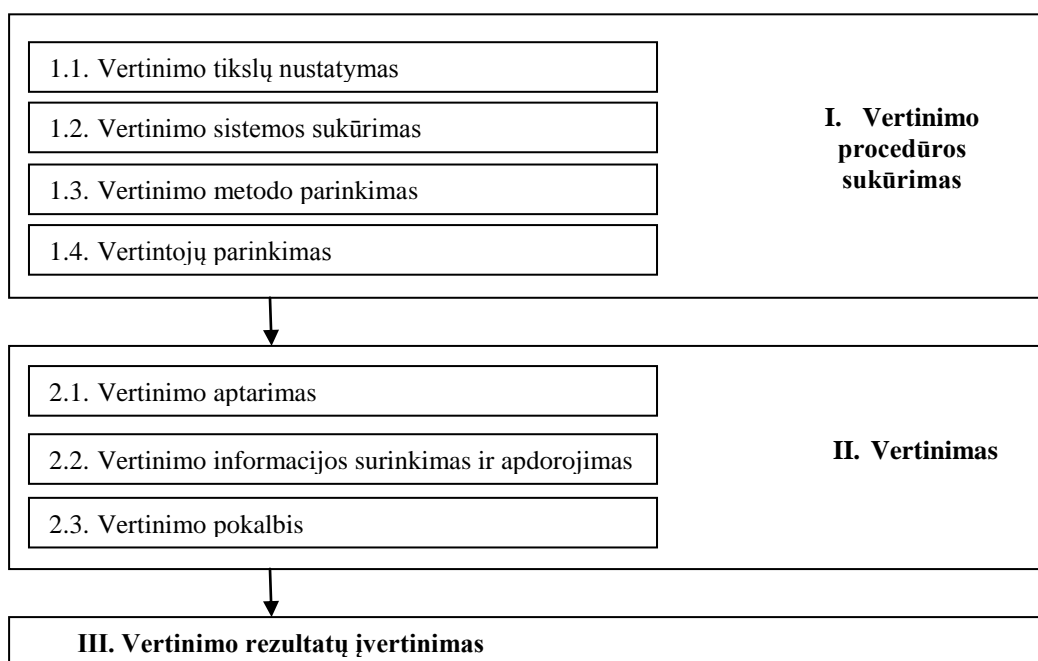 1.1. Vertinimo tikslų nustatymas
1.2. Vertinimo sistemos sukūrimas
1.3. Vertinimo metodo parinkimas
1.4. Vertintojų parinkimas
I. Vertinimo
procedūros
sukūrimas
2.1. Vertinimo aptarimas
2.2. Vertinimo informacijos surinkimas ir apdorojimas
2.3. Vertinimo pokalbis
II. Vertinimas
III. Vertinimo rezultatų įvertinimas